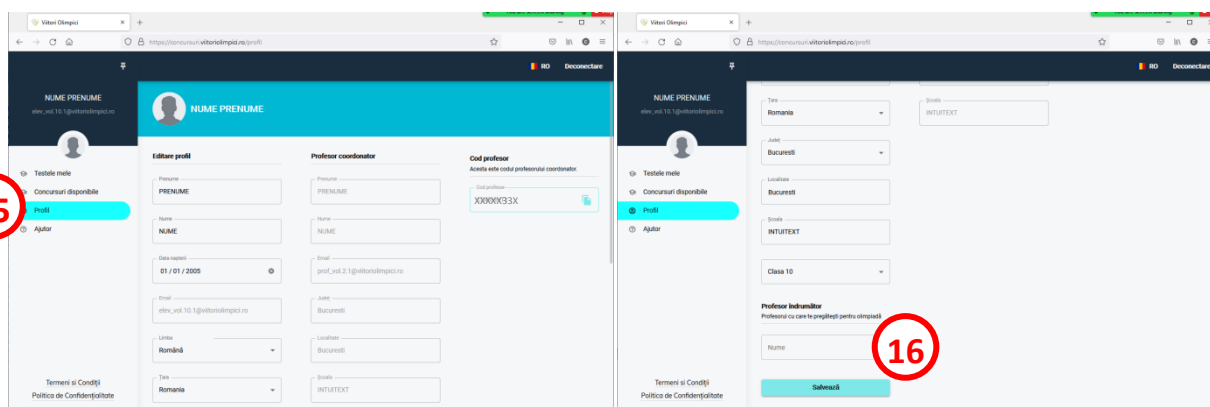 Viitori Olimpici
https://concursuri.viitoriolimpici.ro/profil
RO Deconectare
NUME PRENUME
elev_vol.10.1@viitoriolimpici.ro
NUME PRENUME
Testele mele
Concursuri disponibile
Profil
Ajutor
Termeni si Condiții
Politica de Confidențialitate
Editare profil
Prenume
PRENUME
Nume
NUME
Data nașterii
01 / 01 / 2005
Email
elev_vol.10.1@viitoriolimpici.ro
Limba
Română
Țara
Romania
Profesor coordonator
Prenume
PRENUME
Nume
NUME
Email
prof_vol.2.1@viitoriolimpici.ro
Județ
Bucuresti
Localitate
Bucuresti
Școala
INTUITEXT
Cod profesor
Acesta este codul profesorului coordonator.
Cod profesor
XXXXX33X
5
Viitori Olimpici
https://concursuri.viitoriolimpici.ro/profil
RO Deconectare
NUME PRENUME
elev_vol.10.1@viitoriolimpici.ro
Testele mele
Concursuri disponibile
Profil
Ajutor
Termeni si Condiții
Politica de Confidențialitate
Țara
Romania
Județ
Bucuresti
Localitate
Bucuresti
Școala
INTUITEXT
Clasa 10
Școala
INTUITEXT
Profesor îndrumător
Profesorul cu care te pregătești pentru olimpiadă
Nume
16
Salvează